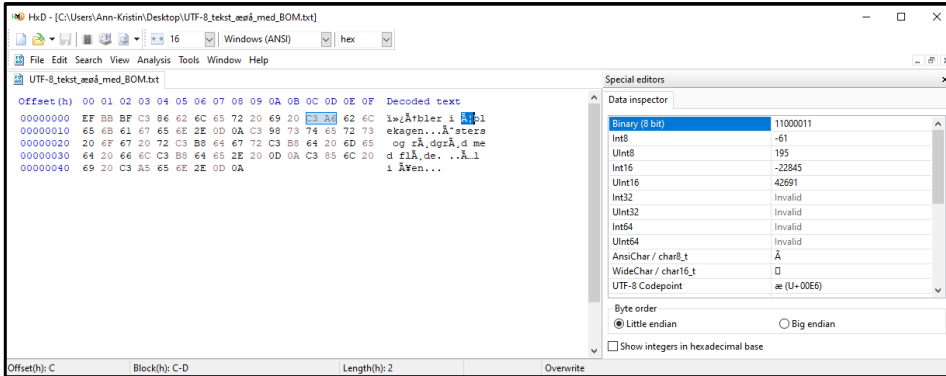 HxD - [C:\Users\Ann-Kristin\Desktop\UTF-8_tekst_æøå_med_BOM.txt]
16 Windows (ANSI) hex
File Edit Search View Analysis Tools Window Help
UTF-8_tekst_æøå_med_BOM.txt
Offset(h) 00 01 02 03 04 05 06 07 08 09 0A 0B 0C 0D 0E 0F Decoded text
00000000 EF BB BF C3 86 62 6C 65 72 20 69 20 C3 A6 62 6C ï»¿Ã†bler i Ã¦bl
00000010 65 6B 61 67 65 6E 2E 0D 0A C3 98 73 74 65 72 73 ekagen...Ã˜sters
00000020 20 6F 67 20 72 C3 B8 64 67 72 C3 B8 64 20 6D 65 og rÃ¸dgrÃ¸d me
00000030 64 20 66 6C C3 B8 64 65 2E 20 0D 0A C3 85 6C 20 d flÃ¸de. ..Ã…l
00000040 69 20 C3 A5 65 6E 2E 0D 0A i Ã¥en...
Special editors
Data inspector
Binary (8 bit) 11000011
Int8 -61
UInt8 195
Int16 -22845
UInt16 42691
Int32 Invalid
UInt32 Invalid
Int64 Invalid
UInt64 Invalid
AnsiChar / char8_t Ã
WideChar / char16_t
UTF-8 Codepoint æ (U+00E6)
Byte order
Little endian Big endian
Show integers in hexadecimal base
Offset(h): C Block(h): C-D Length(h): 2 Overwrite